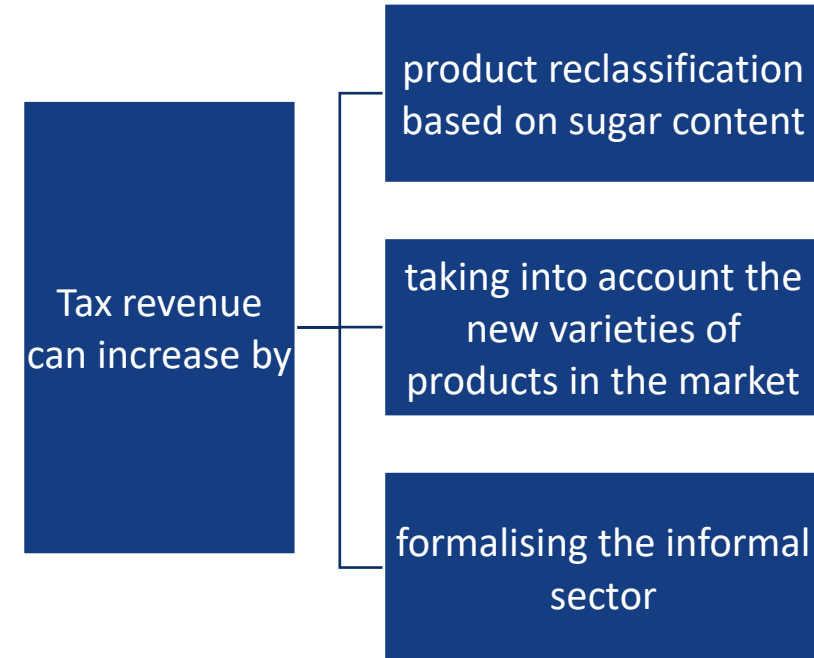 Tax revenue
can increase by
product reclassification
based on sugar content
taking into account the
new varieties of
products in the market
formalising the informal
sector